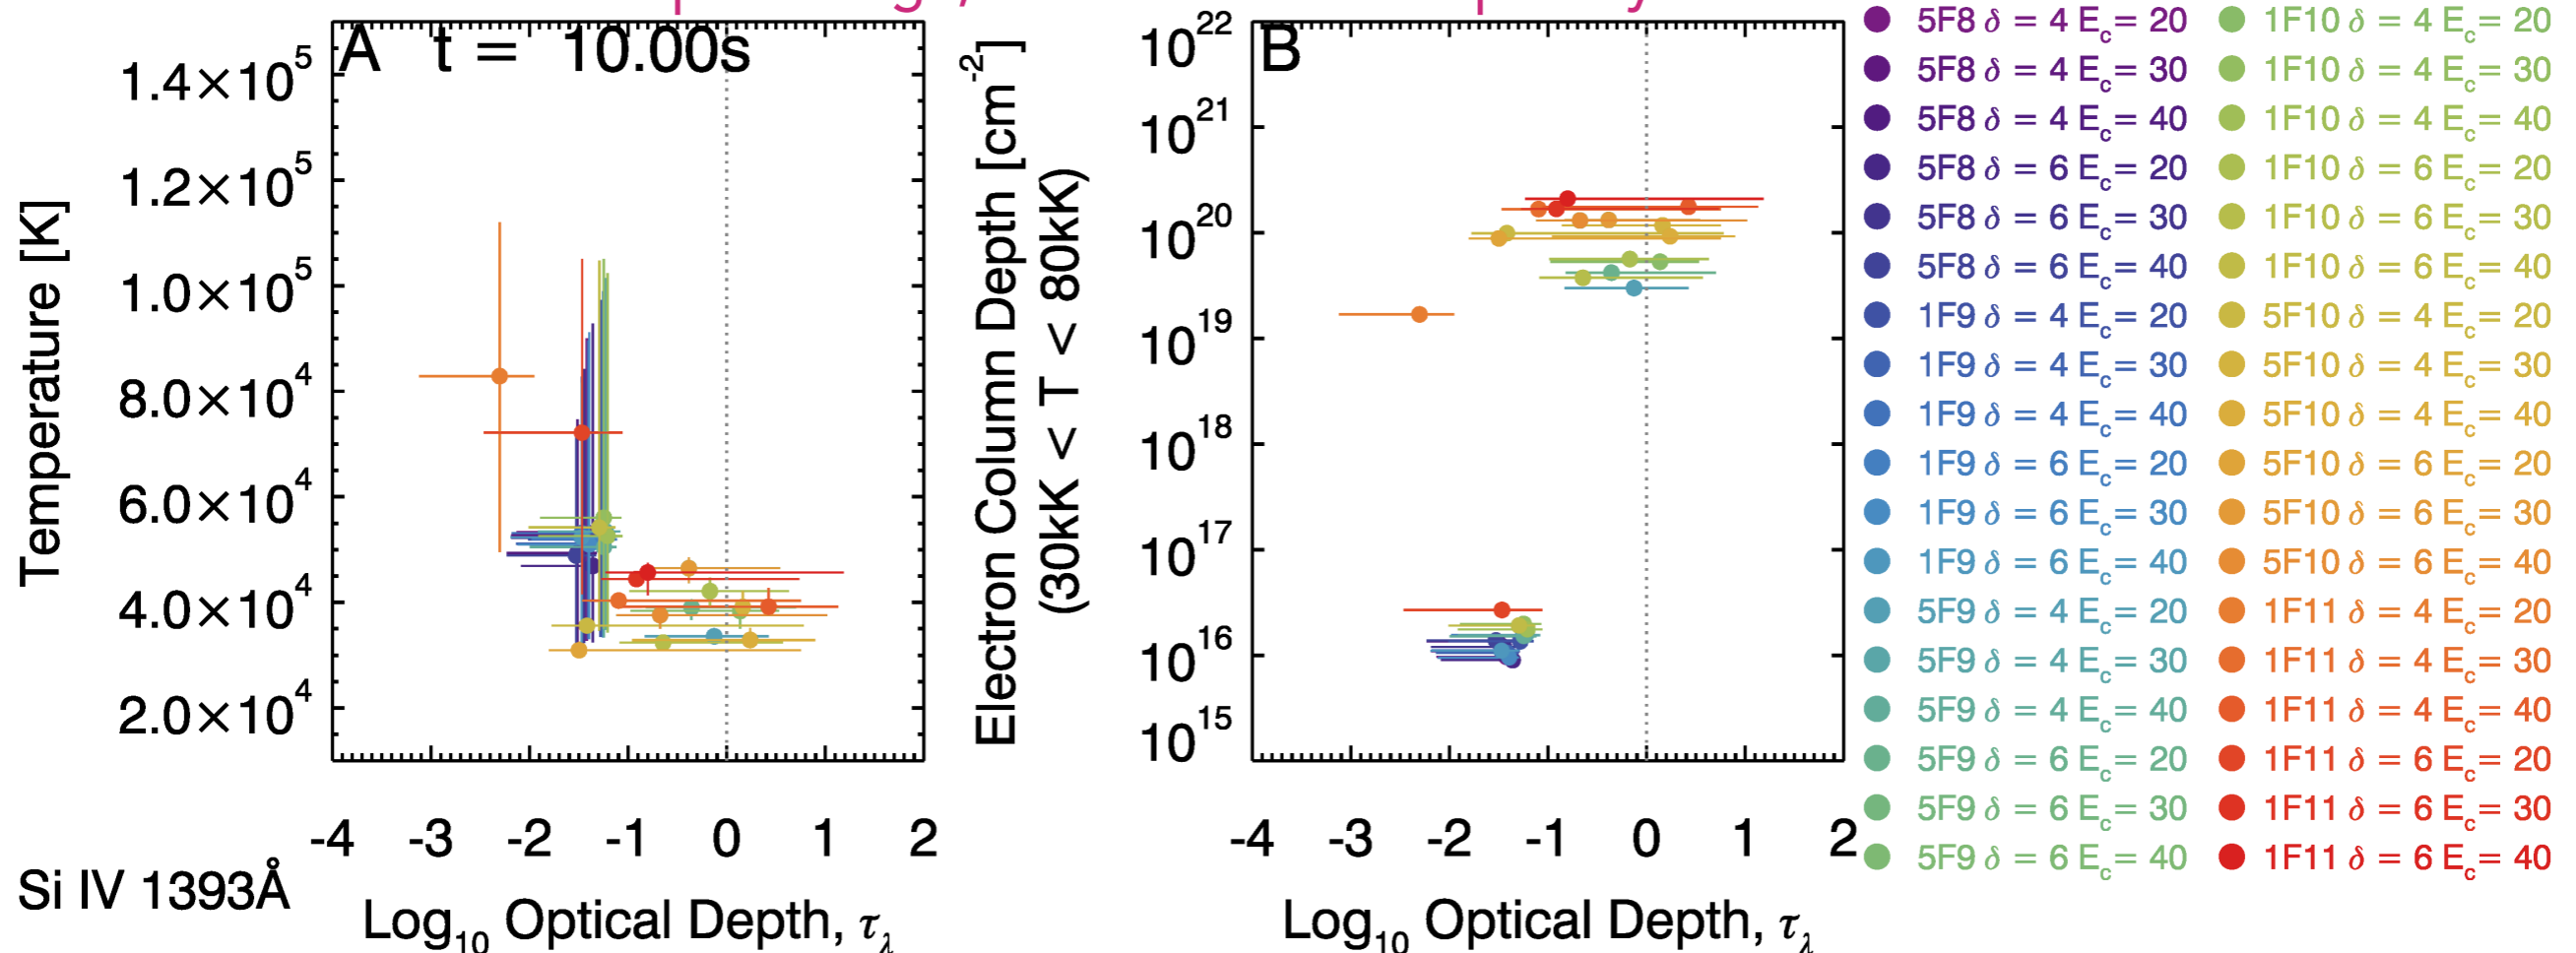 A t = 10.00s
Temperature [K]
1.4×10⁵
1.2×10⁵
1.0×10⁵
8.0×10⁴
6.0×10⁴
4.0×10⁴
2.0×10⁴
-4 -3 -2 -1 0 1 2
Log₁₀ Optical Depth, τ_λ
Si IV 1393Å
B
Electron Column Depth [cm⁻²]
(30kK < T < 80kK)
10²²
10²¹
10²⁰
10¹⁹
10¹⁸
10¹⁷
10¹⁶
10¹⁵
-4 -3 -2 -1 0 1 2
Log₁₀ Optical Depth, τ_λ
5F8 δ = 4 E_c= 20
5F8 δ = 4 E_c= 30
5F8 δ = 4 E_c= 40
5F8 δ = 6 E_c= 20
5F8 δ = 6 E_c= 30
5F8 δ = 6 E_c= 40
1F9 δ = 4 E_c= 20
1F9 δ = 4 E_c= 30
1F9 δ = 4 E_c= 40
1F9 δ = 6 E_c= 20
1F9 δ = 6 E_c= 30
1F9 δ = 6 E_c= 40
5F9 δ = 4 E_c= 20
5F9 δ = 4 E_c= 30
5F9 δ = 4 E_c= 40
5F9 δ = 6 E_c= 20
5F9 δ = 6 E_c= 30
5F9 δ = 6 E_c= 40
1F10 δ = 4 E_c= 20
1F10 δ = 4 E_c= 30
1F10 δ = 4 E_c= 40
1F10 δ = 6 E_c= 20
1F10 δ = 6 E_c= 30
1F10 δ = 6 E_c= 40
5F10 δ = 4 E_c= 20
5F10 δ = 4 E_c= 30
5F10 δ = 4 E_c= 40
5F10 δ = 6 E_c= 20
5F10 δ = 6 E_c= 30
5F10 δ = 6 E_c= 40
1F11 δ = 4 E_c= 20
1F11 δ = 4 E_c= 30
1F11 δ = 4 E_c= 40
1F11 δ = 6 E_c= 20
1F11 δ = 6 E_c= 30
1F11 δ = 6 E_c= 40